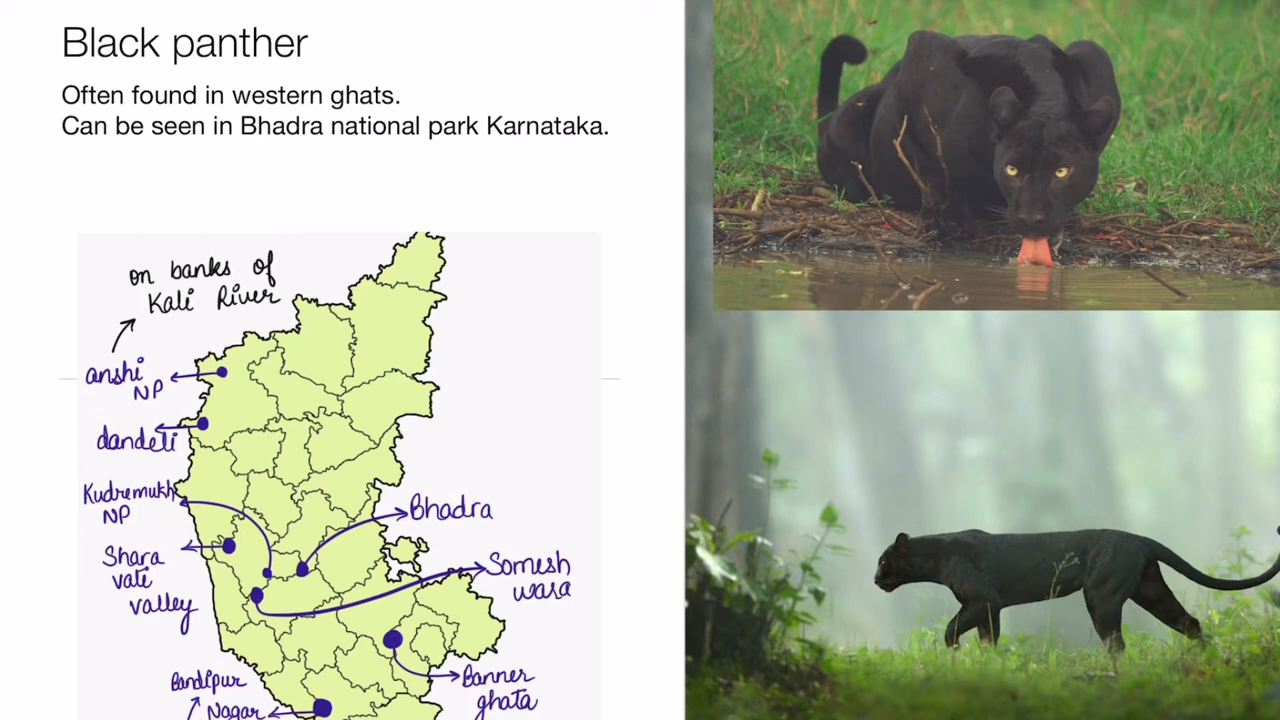 Black panther
Often found in western ghats.
Can be seen in Bhadra national park Karnataka.
on banks of
Kali River
anshi
NP
dandeli
Kudremukh
NP
Bhadra
Shara
vati
valley
Somesh
wara
Bandipur
Nagar
Banner
ghata